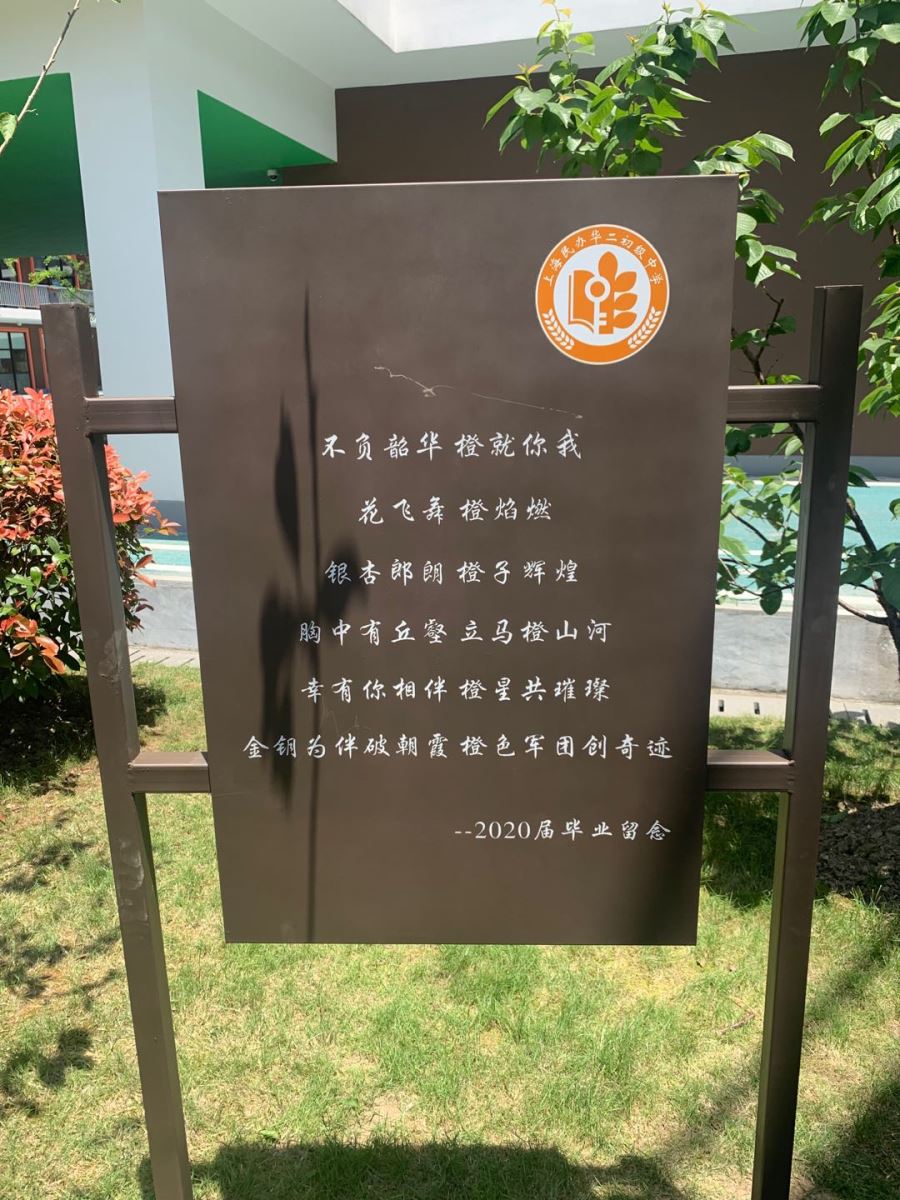 上海民办华二初级中学
不负韶华 橙就你我
花飞舞 橙焰燃
银杏郎朗 橙子辉煌
胸中有丘壑 立马橙山河
幸有你相伴 橙星共璀璨
金钥为伴破朝霞 橙色军团创奇迹
--2020届毕业留念